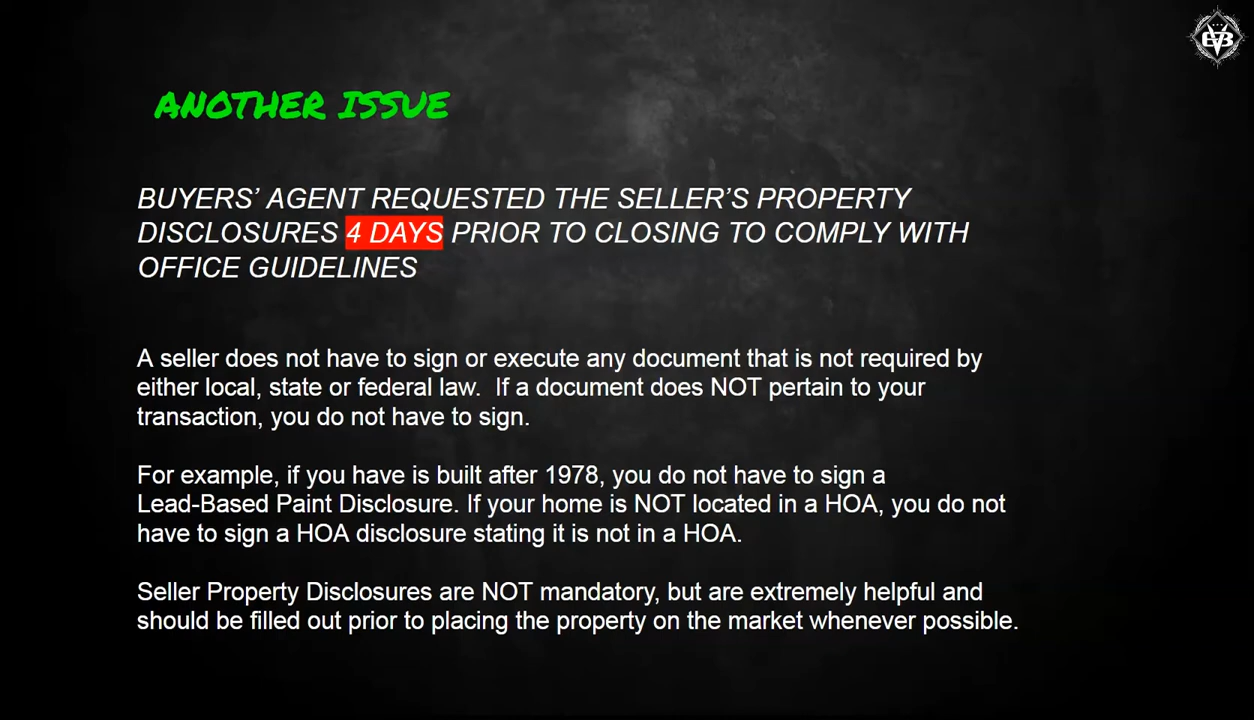 ANOTHER ISSUE
BUYERS’ AGENT REQUESTED THE SELLER’S PROPERTY
DISCLOSURES 4 DAYS PRIOR TO CLOSING TO COMPLY WITH
OFFICE GUIDELINES
A seller does not have to sign or execute any document that is not required by
either local, state or federal law.  If a document does NOT pertain to your
transaction, you do not have to sign.
For example, if you have is built after 1978, you do not have to sign a
Lead-Based Paint Disclosure. If your home is NOT located in a HOA, you do not
have to sign a HOA disclosure stating it is not in a HOA.
Seller Property Disclosures are NOT mandatory, but are extremely helpful and
should be filled out prior to placing the property on the market whenever possible.